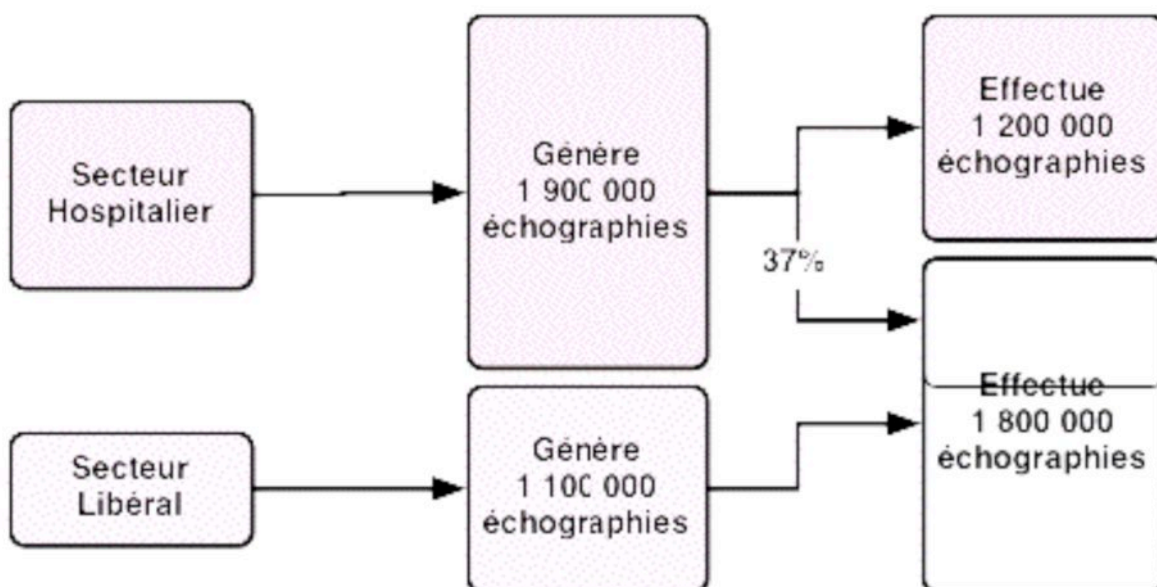 Secteur
Hospitalier
Génère
1 900 000
échographies
Effectue
1 200 000
échographies
37%
Secteur
Libéral
Génère
1 100 000
échographies
Effectue
1 800 000
échographies